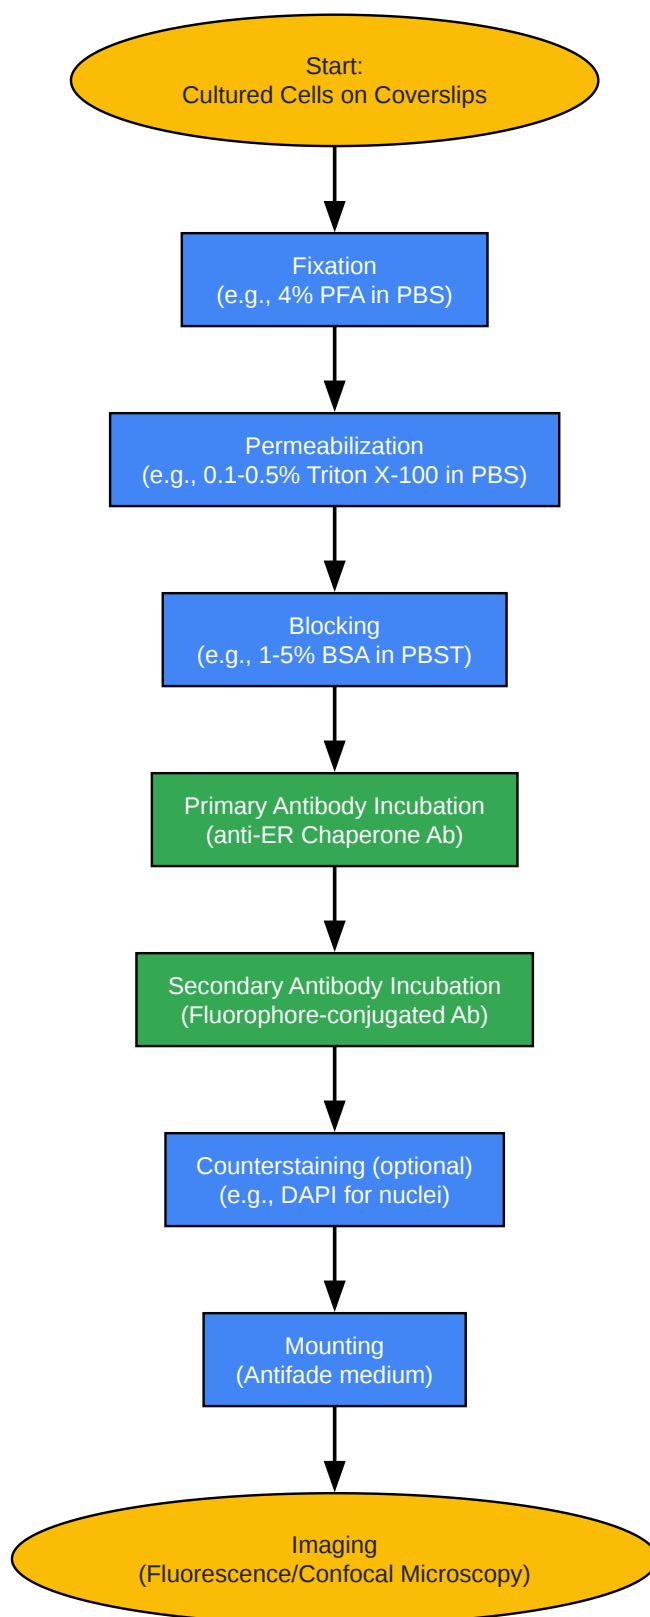 Start:
Cultured Cells on Coverslips
Fixation
(e.g., 4% PFA in PBS)
Permeabilization
(e.g., 0.1-0.5% Triton X-100 in PBS)
Blocking
(e.g., 1-5% BSA in PBST)
Primary Antibody Incubation
(anti-ER Chaperone Ab)
Secondary Antibody Incubation
(Fluorophore-conjugated Ab)
Counterstaining (optional)
(e.g., DAPI for nuclei)
Mounting
(Antifade medium)
Imaging
(Fluorescence/Confocal Microscopy)